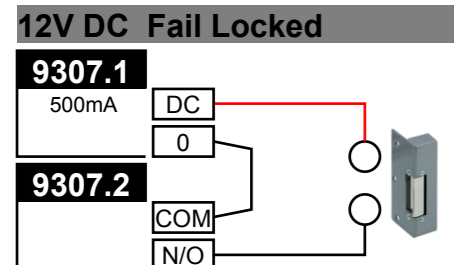 12V DC Fail Locked
9307.1
500mA
DC
0
9307.2
COM
N/O